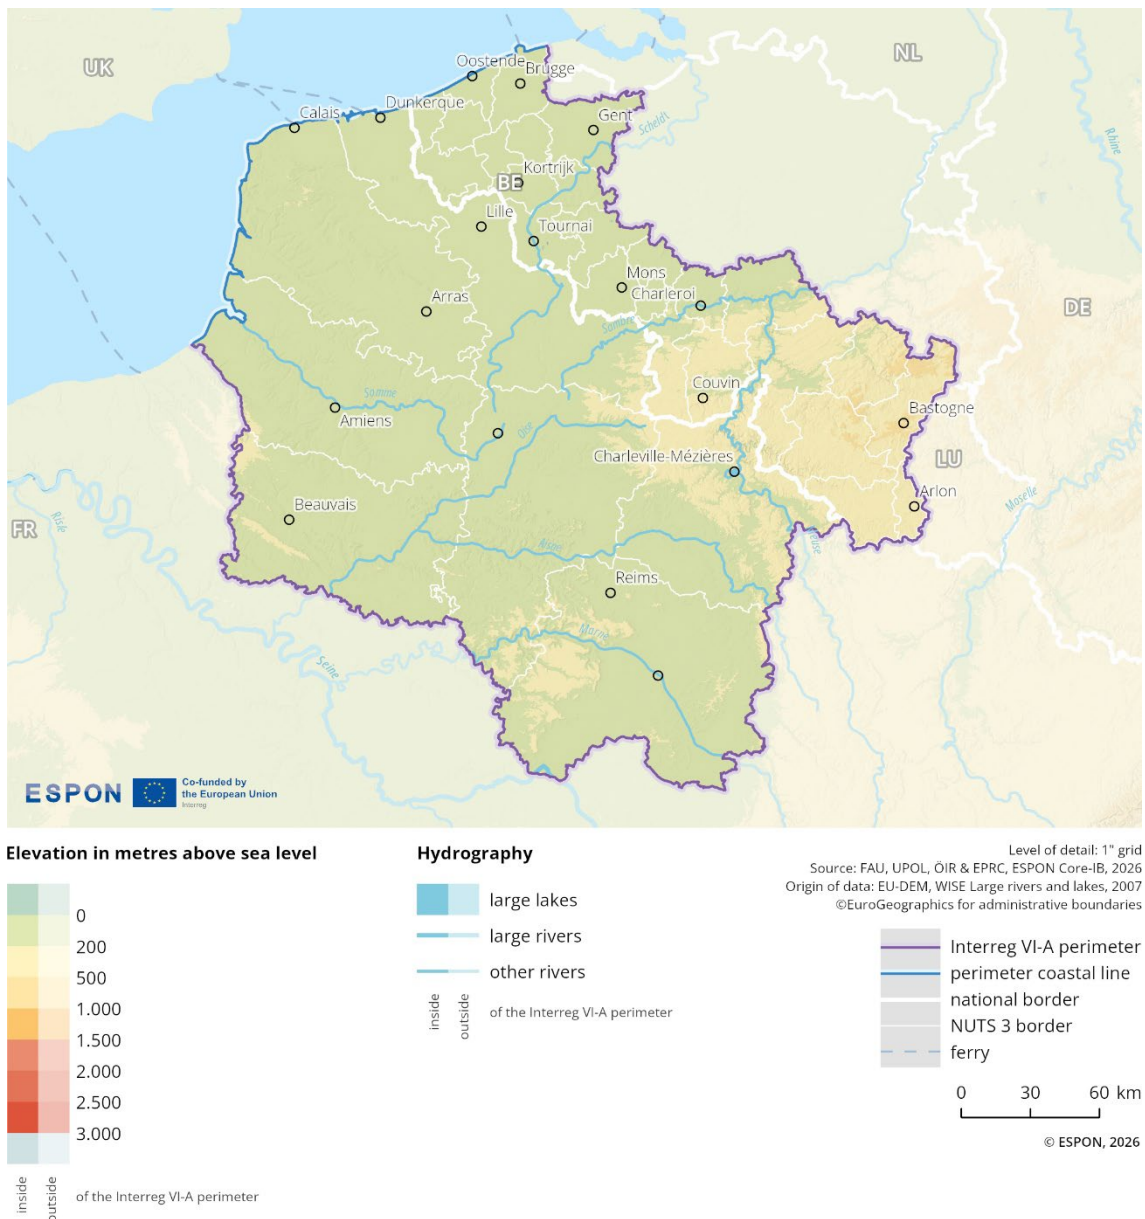 UK
NL
Oostende
Brugge
Dunkerque
Calais
Gent
Scheldt
Rhine
Kortrijk
BE
Lille
Tournai
Mons
Charleroi
Arras
Sambre
DE
Couvin
Somme
Amiens
Oise
Bastogne
Charleville-Mézières
LU
Moselle
Beauvais
Arlon
FR
Risle
Aisne
Meuse
Reims
Marne
Seine
ESPON
Co-funded by
the European Union
Interreg
Elevation in metres above sea level
0
200
500
1.000
1.500
2.000
2.500
3.000
inside
outside
of the Interreg VI-A perimeter
Hydrography
large lakes
large rivers
other rivers
inside
outside
of the Interreg VI-A perimeter
Level of detail: 1" grid
Source: FAU, UPOL, ÖIR & EPRC, ESPON Core-IB, 2026
Origin of data: EU-DEM, WISE Large rivers and lakes, 2007
©EuroGeographics for administrative boundaries
Interreg VI-A perimeter
perimeter coastal line
national border
NUTS 3 border
ferry
0 30 60 km
© ESPON, 2026